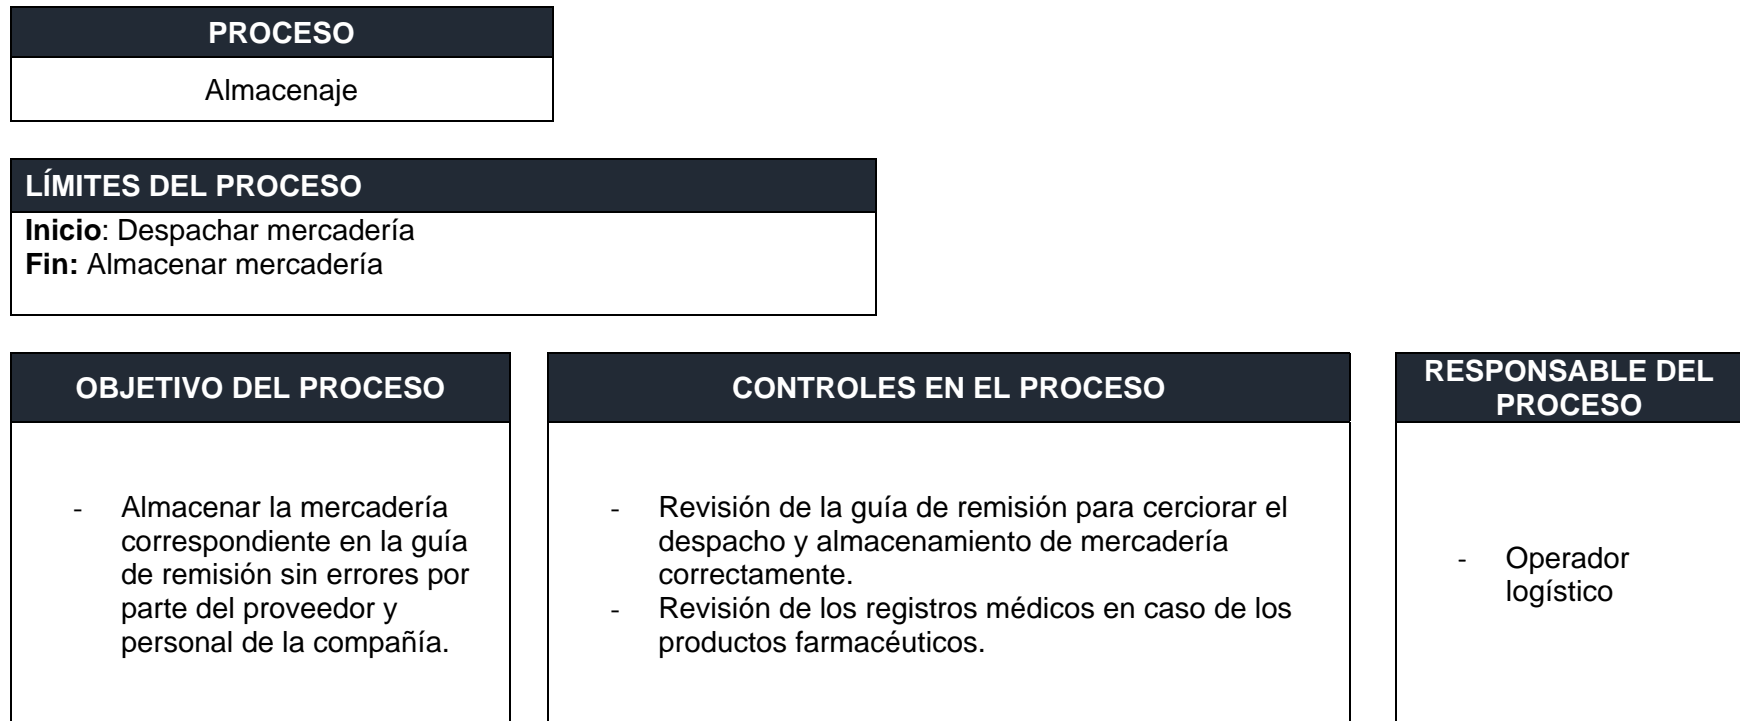 PROCESO
Almacenaje
LÍMITES DEL PROCESO
Inicio: Despachar mercadería
Fin: Almacenar mercadería
OBJETIVO DEL PROCESO
- Almacenar la mercadería
correspondiente en la guía
de remisión sin errores por
parte del proveedor y
personal de la compañía.
CONTROLES EN EL PROCESO
- Revisión de la guía de remisión para cerciorar el
despacho y almacenamiento de mercadería
correctamente.
- Revisión de los registros médicos en caso de los
productos farmacéuticos.
RESPONSABLE DEL
PROCESO
- Operador
logístico